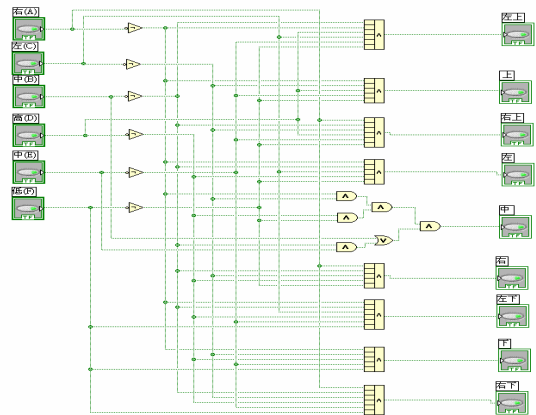 右(A)
左(C)
中(B)
高(D)
中(E)
低(F)
左上
上
右上
左
中
右
左下
下
右下